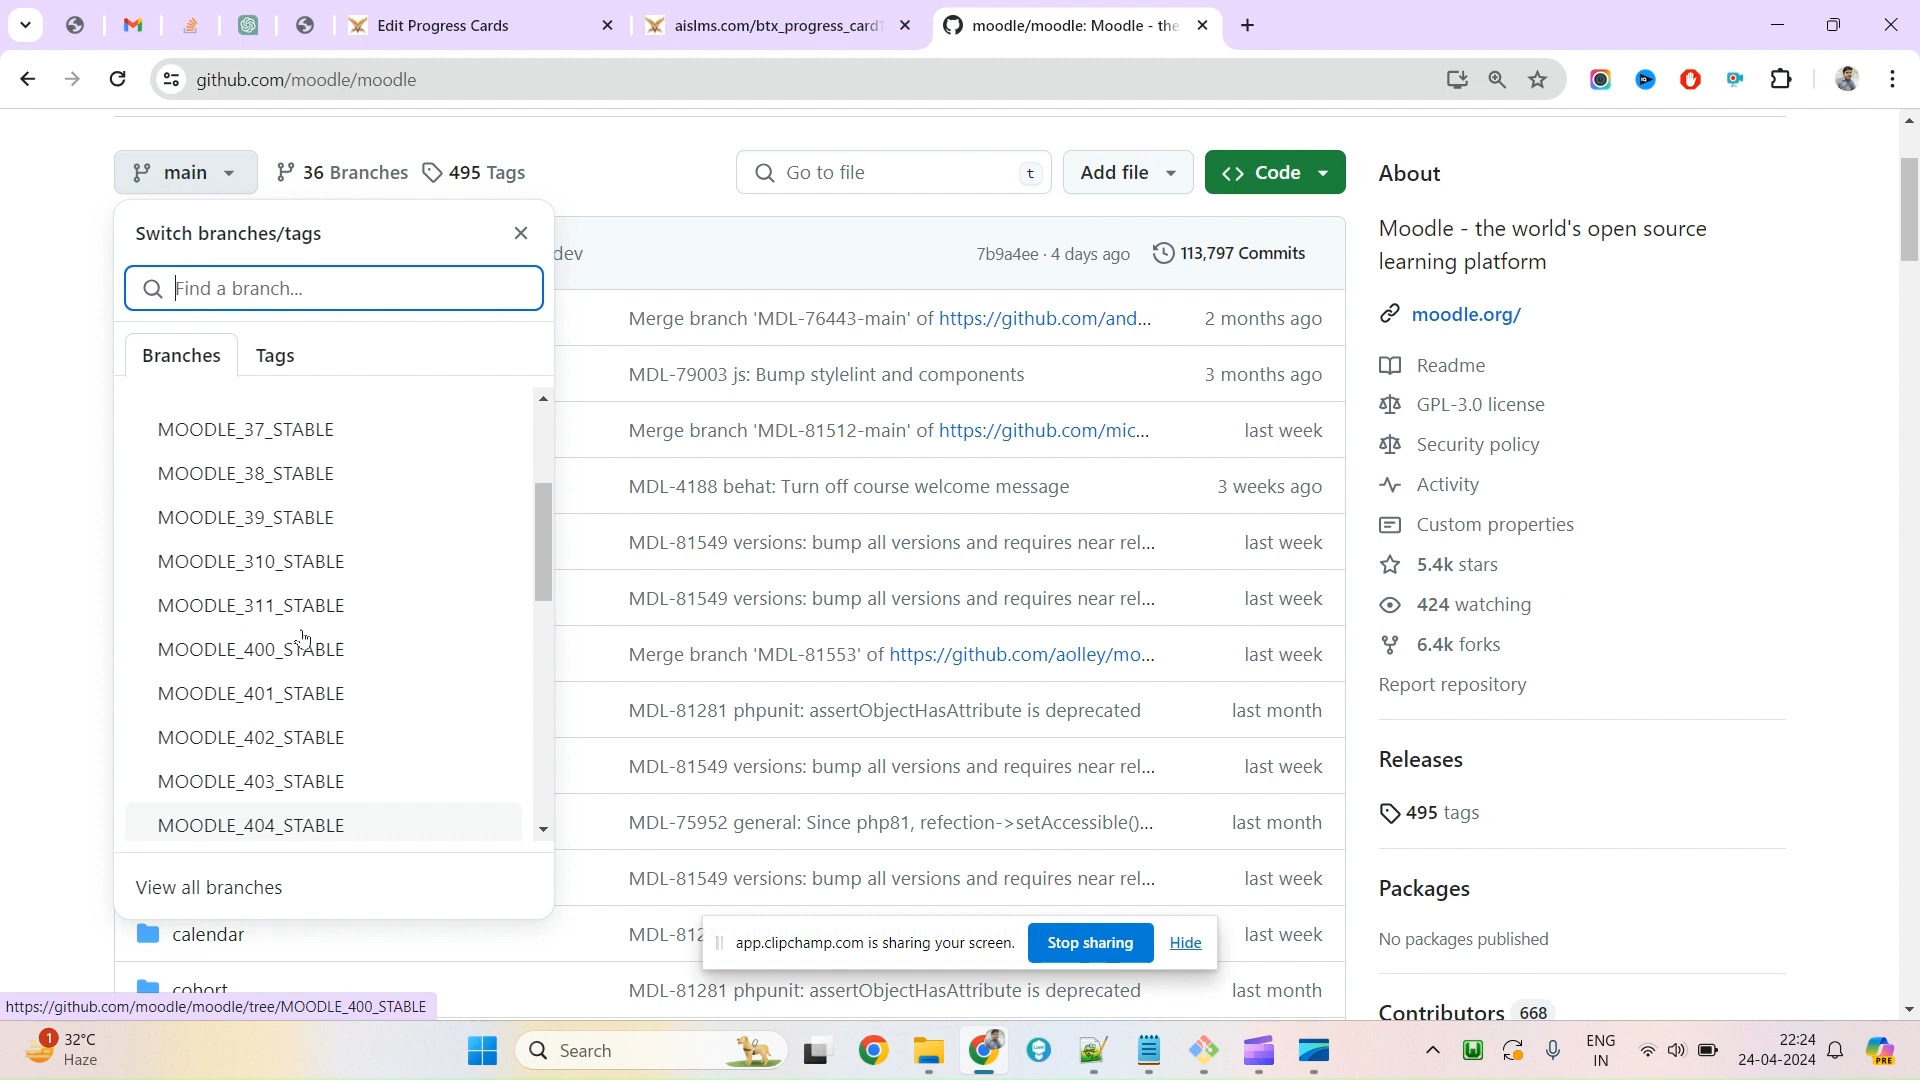 Edit Progress Cards
aislms.com/btx_progress_card1
moodle/moodle: Moodle - the
github.com/moodle/moodle
main
36 Branches
495 Tags
Go to file
t
Add file
<> Code
About
Switch branches/tags
dev
7b9a4ee · 4 days ago
113,797 Commits
Moodle - the world's open source
learning platform
Find a branch...
Merge branch 'MDL-76443-main' of https://github.com/and...
2 months ago
moodle.org/
Branches
Tags
MDL-79003 js: Bump stylelint and components
3 months ago
Readme
GPL-3.0 license
MOODLE_37_STABLE
Merge branch 'MDL-81512-main' of https://github.com/mic...
last week
Security policy
MOODLE_38_STABLE
MDL-4188 behat: Turn off course welcome message
3 weeks ago
Activity
MOODLE_39_STABLE
Custom properties
MOODLE_310_STABLE
MDL-81549 versions: bump all versions and requires near rel...
last week
5.4k stars
MOODLE_311_STABLE
MDL-81549 versions: bump all versions and requires near rel...
last week
424 watching
MOODLE_400_STABLE
Merge branch 'MDL-81553' of https://github.com/aolley/mo...
last week
6.4k forks
Report repository
MOODLE_401_STABLE
MDL-81281 phpunit: assertObjectHasAttribute is deprecated
last month
MOODLE_402_STABLE
Releases
MOODLE_403_STABLE
MDL-81549 versions: bump all versions and requires near rel...
last week
MOODLE_404_STABLE
MDL-75952 general: Since php81, refection->setAccessible()...
last month
495 tags
View all branches
MDL-81549 versions: bump all versions and requires near rel...
last week
Packages
calendar
MDL-812
last week
No packages published
app.clipchamp.com is sharing your screen.
Stop sharing
Hide
cohort
MDL-81281 phpunit: assertObjectHasAttribute is deprecated
last month
Contributors 668
https://github.com/moodle/moodle/tree/MOODLE_400_STABLE
1
32°C
Haze
Search
ENG
IN
22:24
24-04-2024
PRE